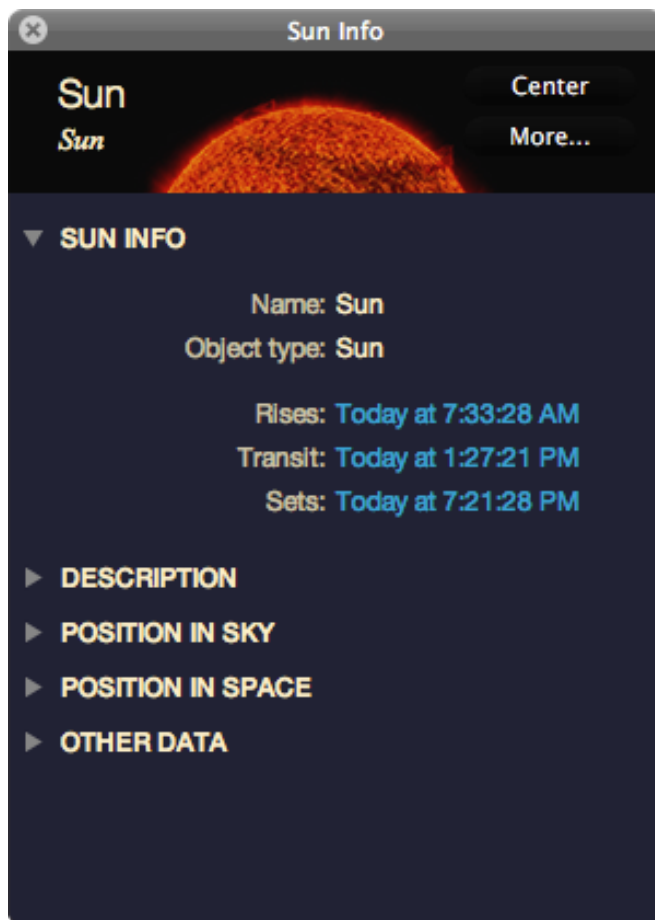 Sun Info
Sun
Center
Sun
More...
SUN INFO
Name: Sun
Object type: Sun
Rises: Today at 7:33:28 AM
Transit: Today at 1:27:21 PM
Sets: Today at 7:21:28 PM
DESCRIPTION
POSITION IN SKY
POSITION IN SPACE
OTHER DATA